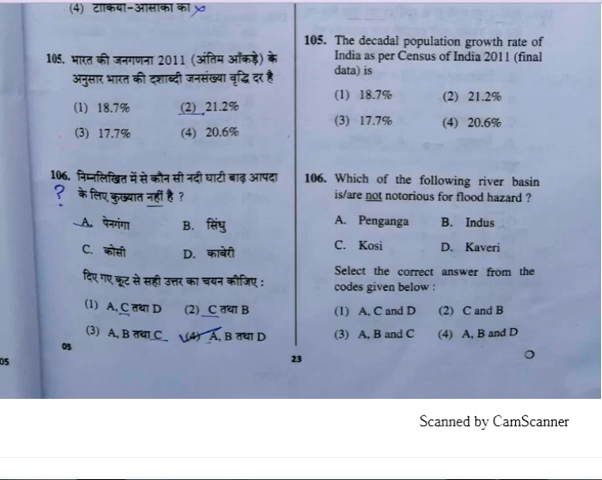 (4) टाकिया-ओसाका का
105. भारत की जनगणना 2011 (अंतिम आँकड़े) के
अनुसार भारत की दशाब्दी जनसंख्या वृद्धि दर है
(1) 18.7% (2) 21.2%
(3) 17.7% (4) 20.6%
106. निम्नलिखित में से कौन सी नदी घाटी बाढ़ आपदा
? के लिए कुख्यात नहीं है ?
A. पेनगंगा B. सिंधु
C. कोसी D. कावेरी
दिए गए कूट से सही उत्तर का चयन कीजिए :
(1) A, C तथा D (2) C तथा B
(3) A, B तथा C (4) A, B तथा D
05
05
105. The decadal population growth rate of
India as per Census of India 2011 (final
data) is
(1) 18.7% (2) 21.2%
(3) 17.7% (4) 20.6%
106. Which of the following river basin
is/are not notorious for flood hazard ?
A. Penganga B. Indus
C. Kosi D. Kaveri
Select the correct answer from the
codes given below :
(1) A, C and D (2) C and B
(3) A, B and C (4) A, B and D
23
Scanned by CamScanner